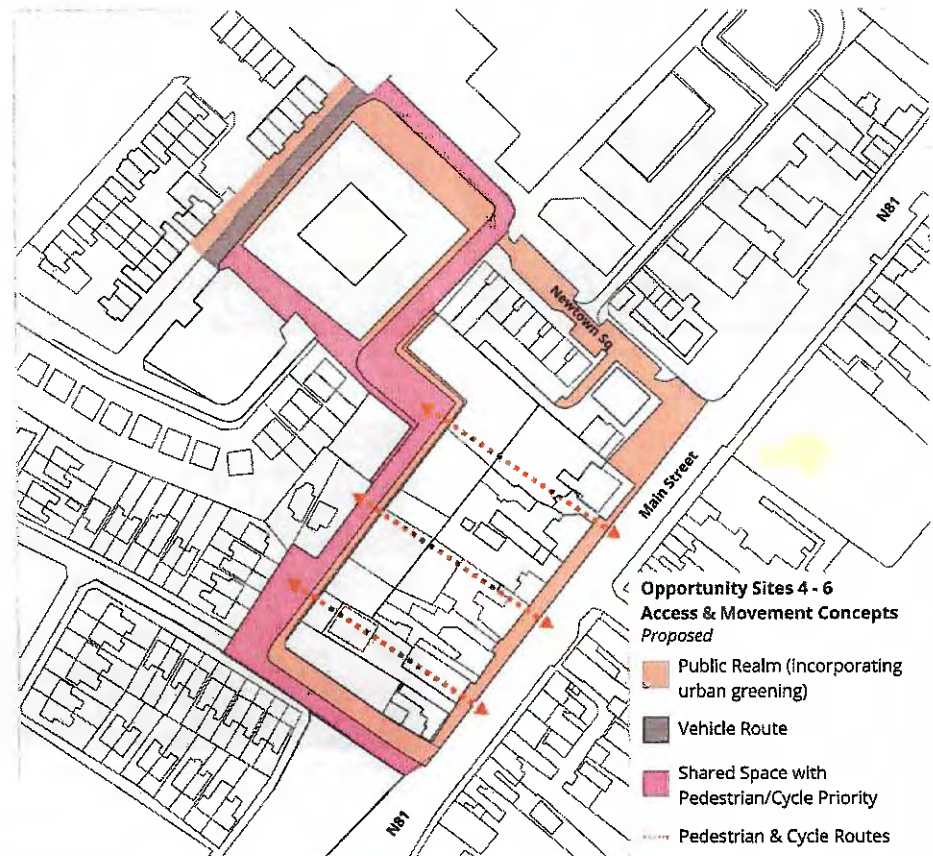 N81
Newtown Sq
Main Street
Opportunity Sites 4 - 6
Access & Movement Concepts
Proposed
Public Realm (incorporating
urban greening)
Vehicle Route
Shared Space with
Pedestrian/Cycle Priority
Pedestrian & Cycle Routes
N81